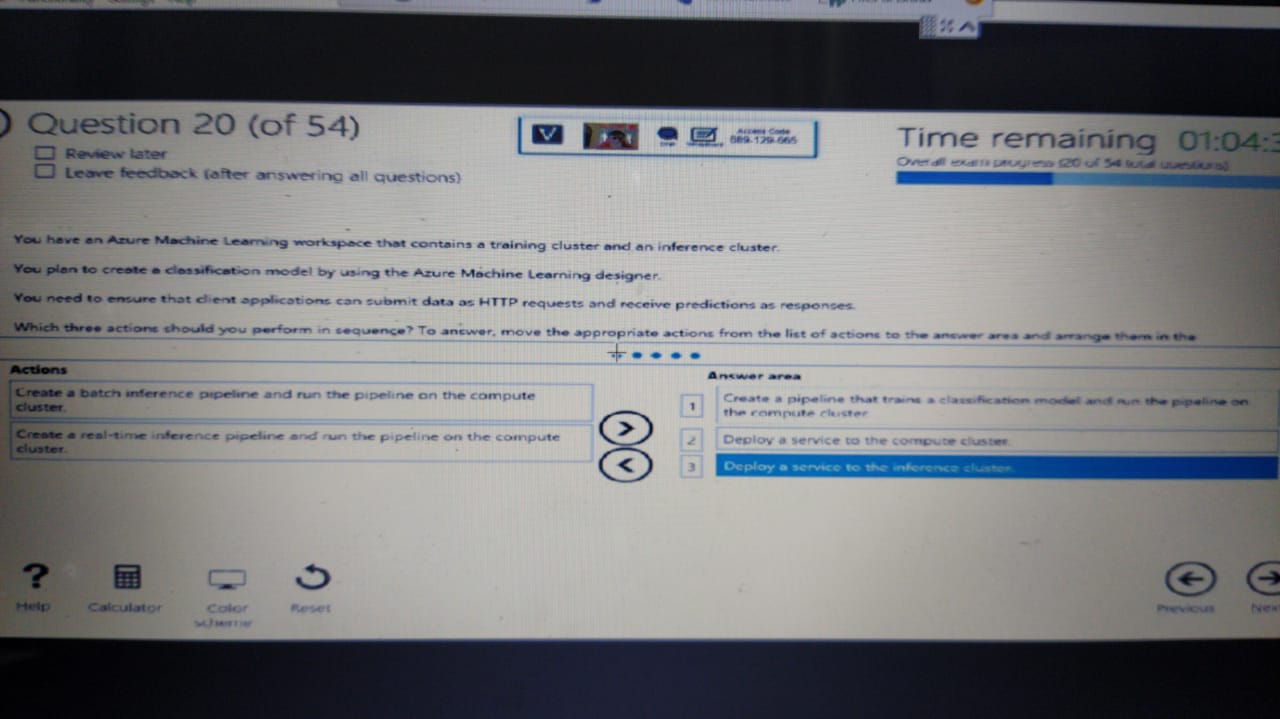 Question 20 (of 54)
Review later
Leave feedback (after answering all questions)
Access Code
889-129-665
Time remaining 01:04:3
Overall exam progress (20 of 54 total questions)
You have an Azure Machine Learning workspace that contains a training cluster and an inference cluster.
You plan to create a classification model by using the Azure Machine Learning designer.
You need to ensure that client applications can submit data as HTTP requests and receive predictions as responses.
Which three actions should you perform in sequence? To answer, move the appropriate actions from the list of actions to the answer area and arrange them in the
Actions
Create a batch inference pipeline and run the pipeline on the compute
cluster.
Create a real-time inference pipeline and run the pipeline on the compute
cluster.
Answer area
1
Create a pipeline that trains a classification model and run the pipeline on
the compute cluster.
2
Deploy a service to the compute cluster.
3
Deploy a service to the inference cluster.
?
Help
Calculator
Color
scheme
Reset
Previous
Nex